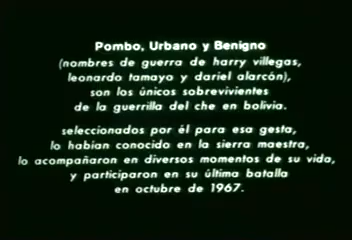 Pombo, Urbano y Benigno
(nombres de guerra de harry villegas,
leonardo tamayo y dariel alarcón),
son los únicos sobrevivientes
de la guerrilla del che en bolivia.
seleccionados por él para esa gesta,
lo habían conocido en la sierra maestra,
lo acompañaron en diversos momentos de su vida,
y participaron en su última batalla
en octubre de 1967.